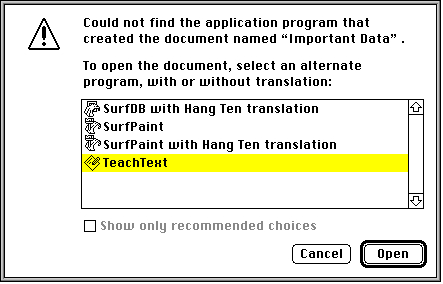 Could not find the application program that
created the document named “Important Data” .
To open the document, select an alternate
program, with or without translation:
SurfDB with Hang Ten translation
SurfPaint
SurfPaint with Hang Ten translation
TeachText
Show only recommended choices
Cancel Open